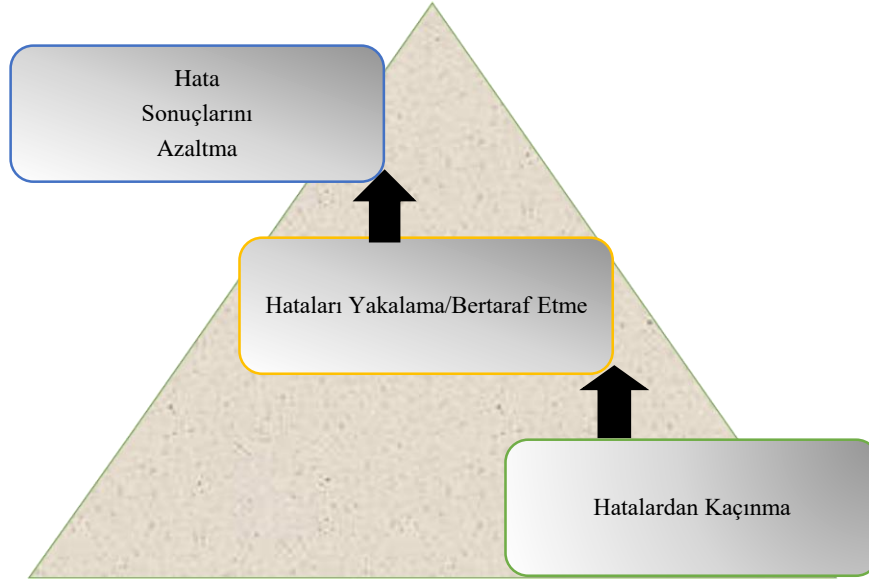 Hata
Sonuçlarını
Azaltma
Hataları Yakalama/Bertaraf Etme
Hatalardan Kaçınma